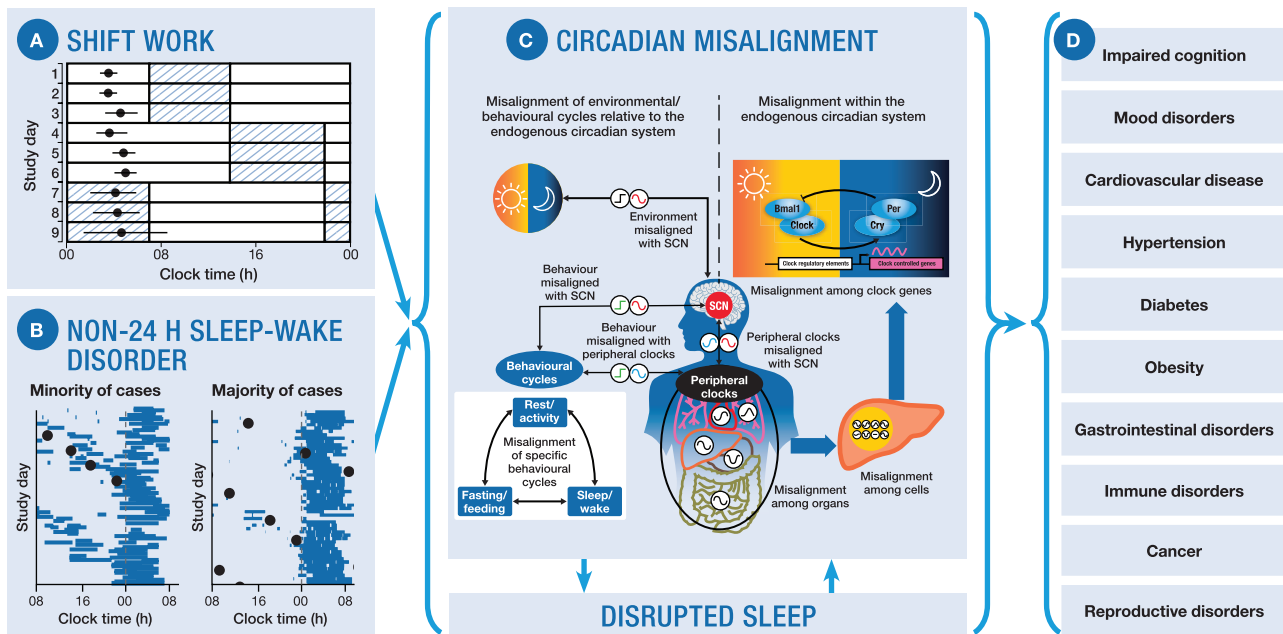 A SHIFT WORK
Study day
1
2
3
4
5
6
7
8
9
00 08 16 00
Clock time (h)
B NON-24 H SLEEP-WAKE
DISORDER
Minority of cases
Study day
08 16 00 08
Clock time (h)
Majority of cases
Study day
08 16 00 08
Clock time (h)
C CIRCADIAN MISALIGNMENT
Misalignment of environmental/
behavioural cycles relative to the
endogenous circadian system
Misalignment within the
endogenous circadian system
Environment
misaligned
with SCN
Bmal1
Clock
Per
Cry
Clock regulatory elements
Clock controlled genes
Misalignment among clock genes
Behaviour
misaligned
with SCN
SCN
Behaviour
misaligned with
peripheral clocks
Peripheral clocks
misaligned
with SCN
Behavioural
cycles
Peripheral
clocks
Rest/
activity
Misalignment
of specific
behavioural
cycles
Fasting/
feeding
Sleep/
wake
Misalignment
among organs
Misalignment
among cells
DISRUPTED SLEEP
D
Impaired cognition
Mood disorders
Cardiovascular disease
Hypertension
Diabetes
Obesity
Gastrointestinal disorders
Immune disorders
Cancer
Reproductive disorders